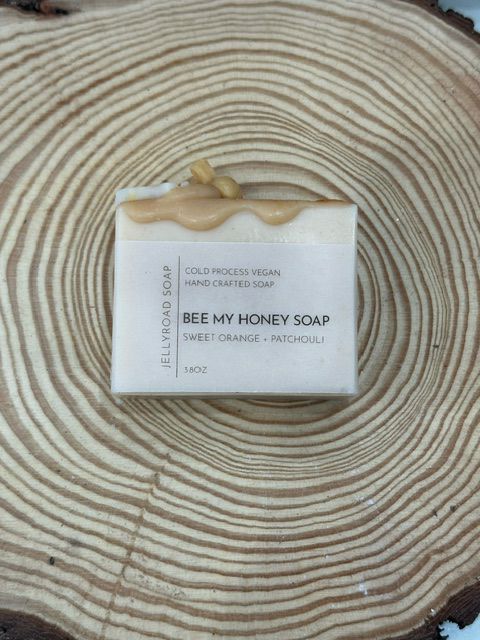 JELLYROAD SOAP
COLD PROCESS VEGAN
HAND CRAFTED SOAP
BEE MY HONEY SOAP
SWEET ORANGE + PATCHOULI
3.8OZ